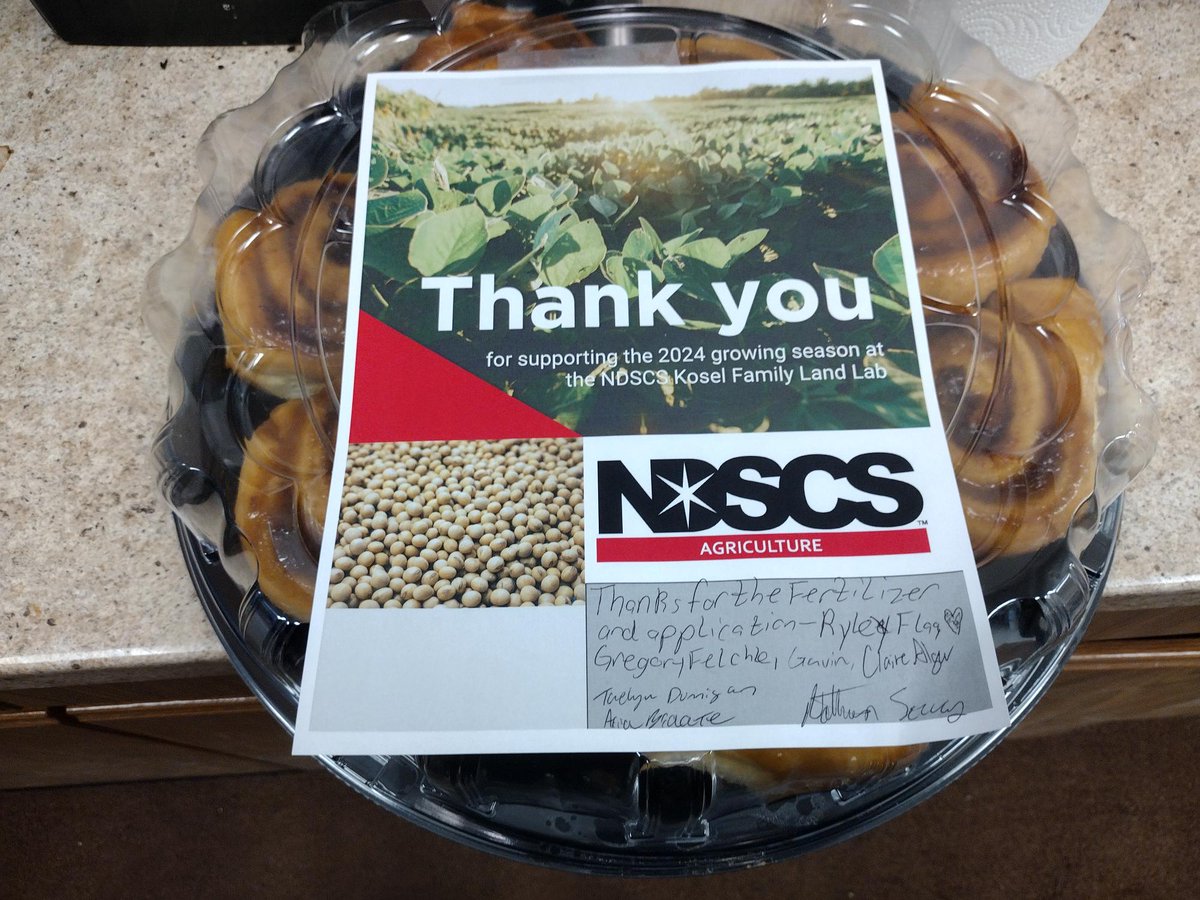 Thank you
for supporting the 2024 growing season at
the NDSCS Kosel Family Land Lab
NDSCS™
AGRICULTURE
Thanks for the Fertilizer
and application - Ryley Flag
Gregory Felchle, Gavin, Claire